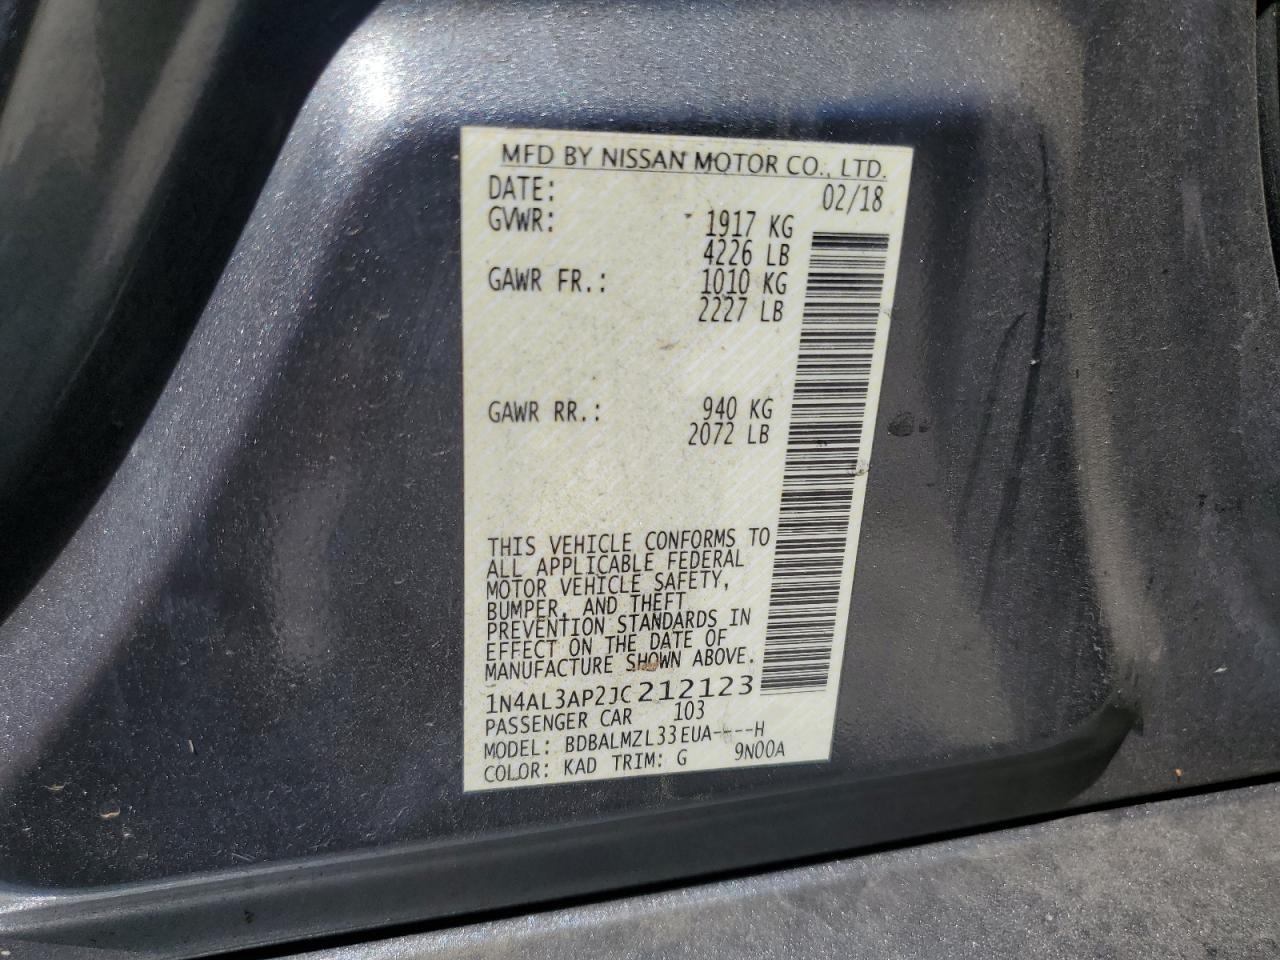 MFD BY NISSAN MOTOR CO., LTD.
DATE: 02/18
GVWR: 1917 KG
4226 LB
GAWR FR.: 1010 KG
2227 LB
GAWR RR.: 940 KG
2072 LB
THIS VEHICLE CONFORMS TO
ALL APPLICABLE FEDERAL
MOTOR VEHICLE SAFETY,
BUMPER, AND THEFT
PREVENTION STANDARDS IN
EFFECT ON THE DATE OF
MANUFACTURE SHOWN ABOVE.
1N4AL3AP2JC212123
PASSENGER CAR 103
MODEL: BDBALMZL33EUA----H
COLOR: KAD TRIM: G 9N00A